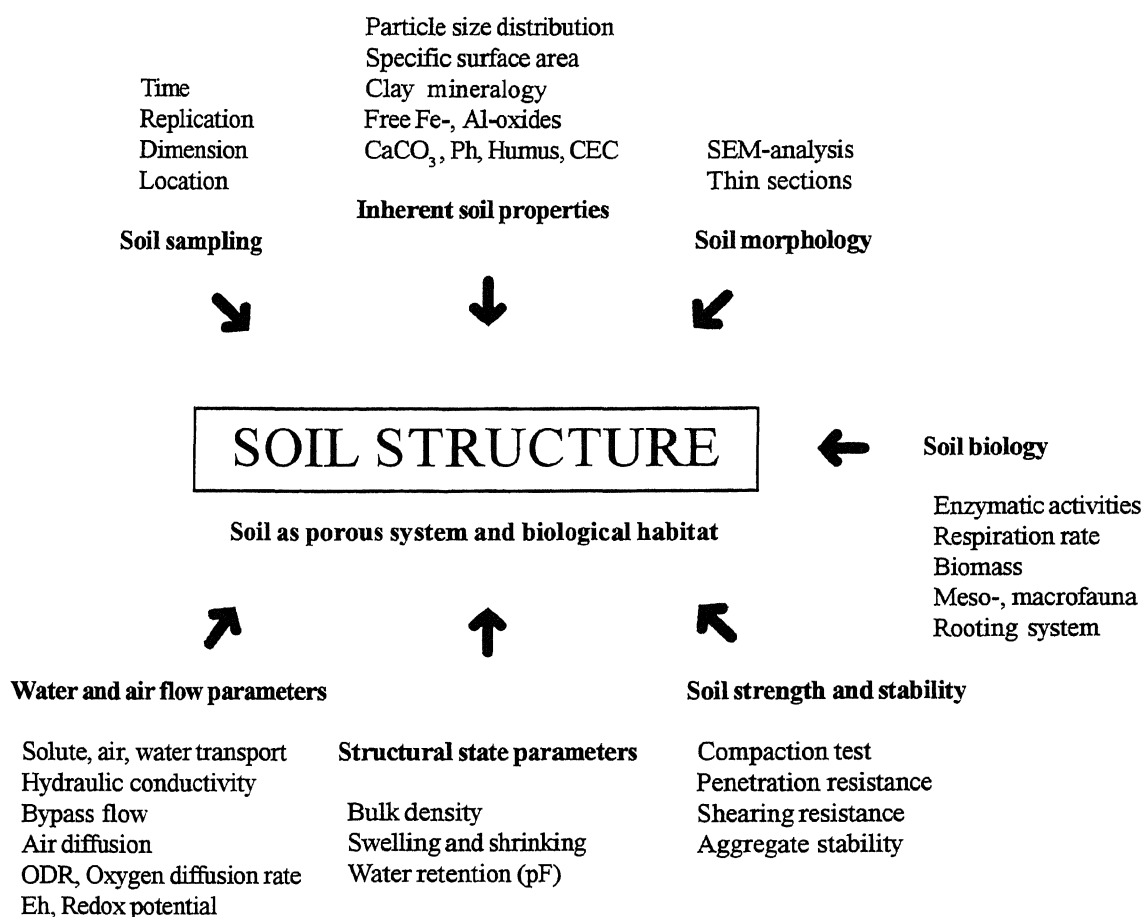 Time
Replication
Dimension
Location
Soil sampling
Particle size distribution
Specific surface area
Clay mineralogy
Free Fe-, Al-oxides
CaCO₃, Ph, Humus, CEC
Inherent soil properties
SEM-analysis
Thin sections
Soil morphology
SOIL STRUCTURE
Soil as porous system and biological habitat
Soil biology
Enzymatic activities
Respiration rate
Biomass
Meso-, macrofauna
Rooting system
Water and air flow parameters
Solute, air, water transport
Hydraulic conductivity
Bypass flow
Air diffusion
ODR, Oxygen diffusion rate
Eh, Redox potential
Structural state parameters
Bulk density
Swelling and shrinking
Water retention (pF)
Soil strength and stability
Compaction test
Penetration resistance
Shearing resistance
Aggregate stability